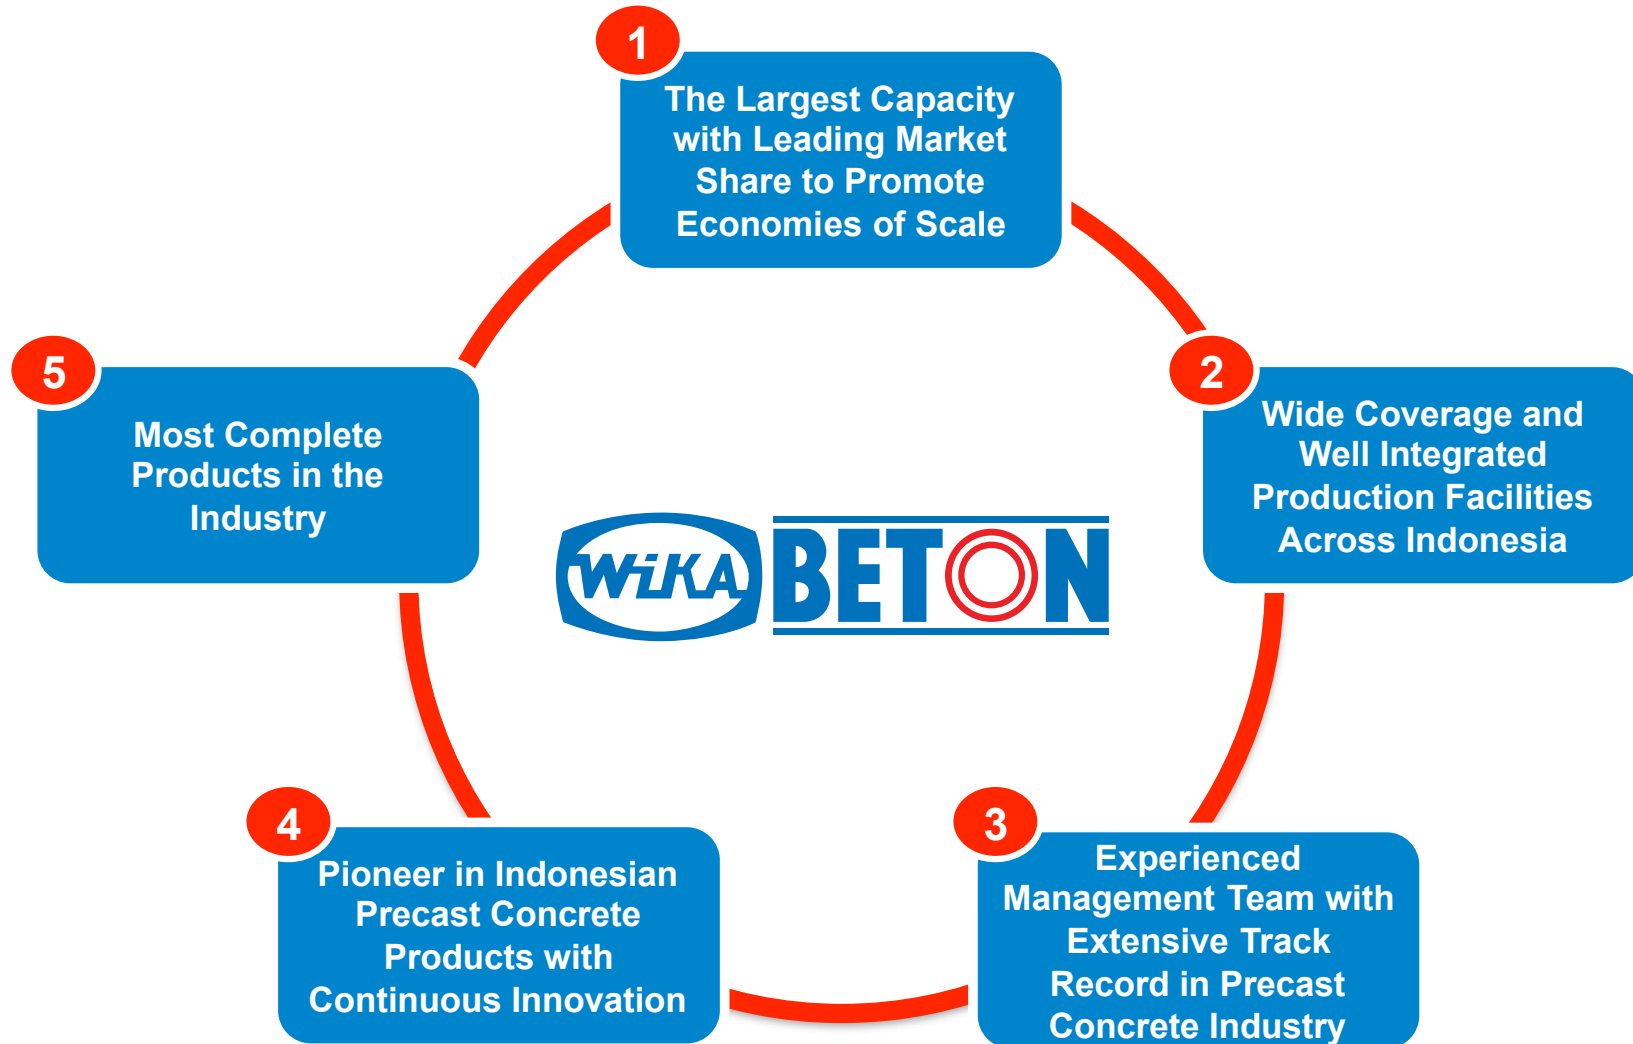 1
The Largest Capacity
with Leading Market
Share to Promote
Economies of Scale
2
Wide Coverage and
Well Integrated
Production Facilities
Across Indonesia
3
Experienced
Management Team with
Extensive Track
Record in Precast
Concrete Industry
4
Pioneer in Indonesian
Precast Concrete
Products with
Continuous Innovation
5
Most Complete
Products in the
Industry
WiKA BETON